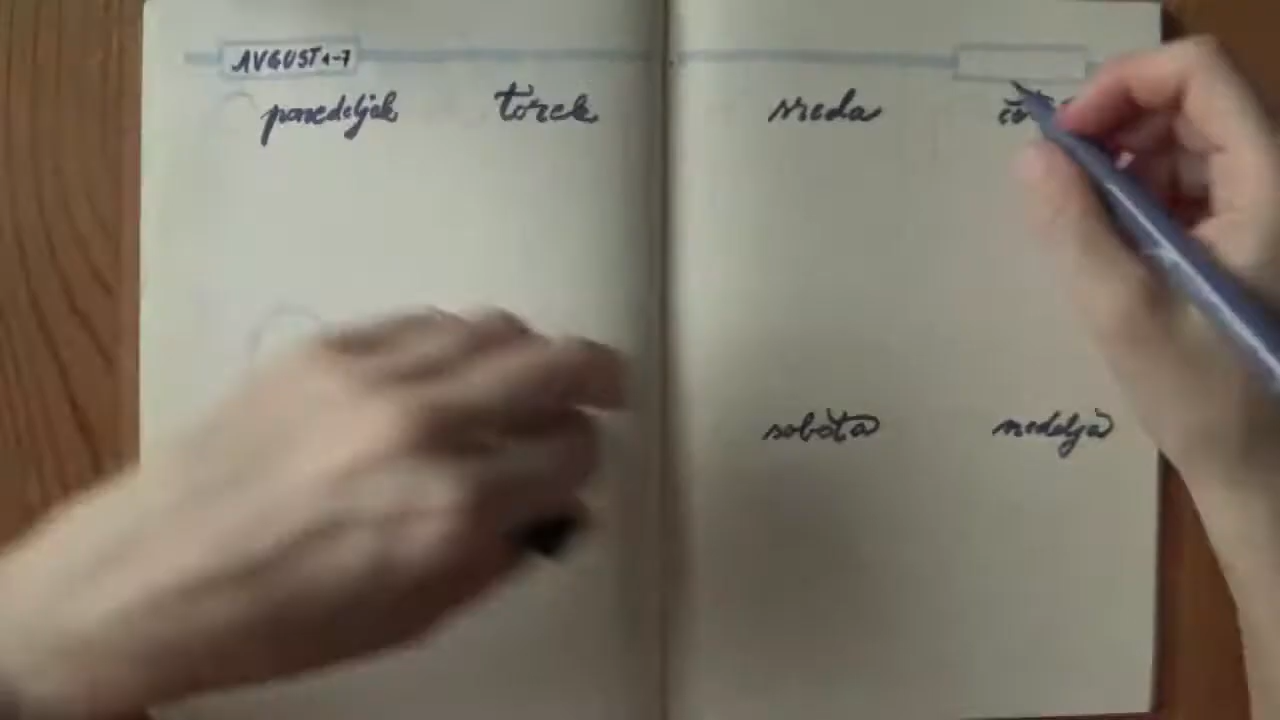 AVGUST 1-7
ponedeljek
torek
sreda
sobota
nedelja